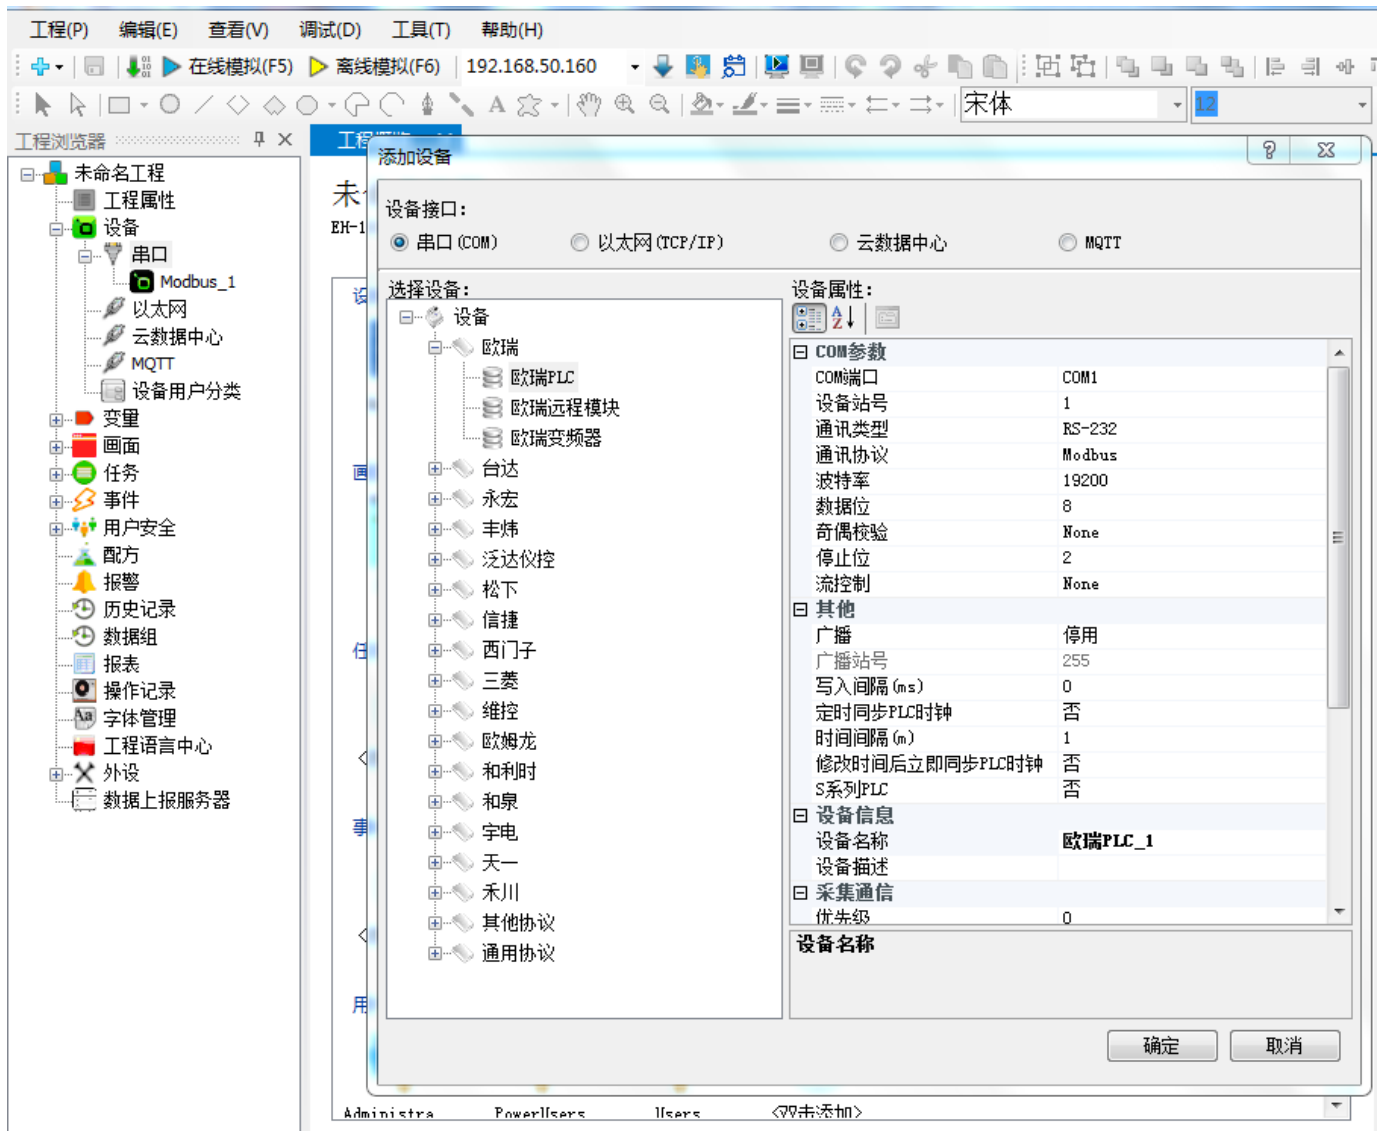 工程(P) 编辑(E) 查看(V) 调试(D) 工具(T) 帮助(H)
在线模拟(F5) 离线模拟(F6) 192.168.50.160
宋体 12
工程浏览器
未命名工程
工程属性
设备
串口
Modbus_1
以太网
云数据中心
MQTT
设备用户分类
变量
画面
任务
事件
用户安全
配方
报警
历史记录
数据组
报表
操作记录
字体管理
工程语言中心
外设
数据上报服务器
未
EH-1
设
画
任
事
用
Administra PowerUsers Users <双击添加>
添加设备
设备接口：
串口(COM) 以太网(TCP/IP) 云数据中心 MQTT
选择设备：
设备
欧瑞
欧瑞PLC
欧瑞远程模块
欧瑞变频器
台达
永宏
丰炜
泛达仪控
松下
信捷
西门子
三菱
维控
欧姆龙
和利时
和泉
宇电
天一
禾川
其他协议
通用协议
设备属性：
COM参数
COM端口 COM1
设备站号 1
通讯类型 RS-232
通讯协议 Modbus
波特率 19200
数据位 8
奇偶校验 None
停止位 2
流控制 None
其他
广播 停用
广播站号 255
写入间隔(ms) 0
定时同步PLC时钟 否
时间间隔(m) 1
修改时间后立即同步PLC时钟 否
S系列PLC 否
设备信息
设备名称 欧瑞PLC_1
设备描述
采集通信
优先级 0
设备名称
确定 取消